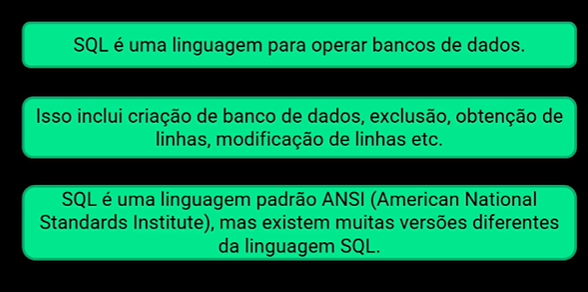 SQL é uma linguagem para operar bancos de dados.
Isso inclui criação de banco de dados, exclusão, obtenção de
linhas, modificação de linhas etc.
SQL é uma linguagem padrão ANSI (American National
Standards Institute), mas existem muitas versões diferentes
da linguagem SQL.